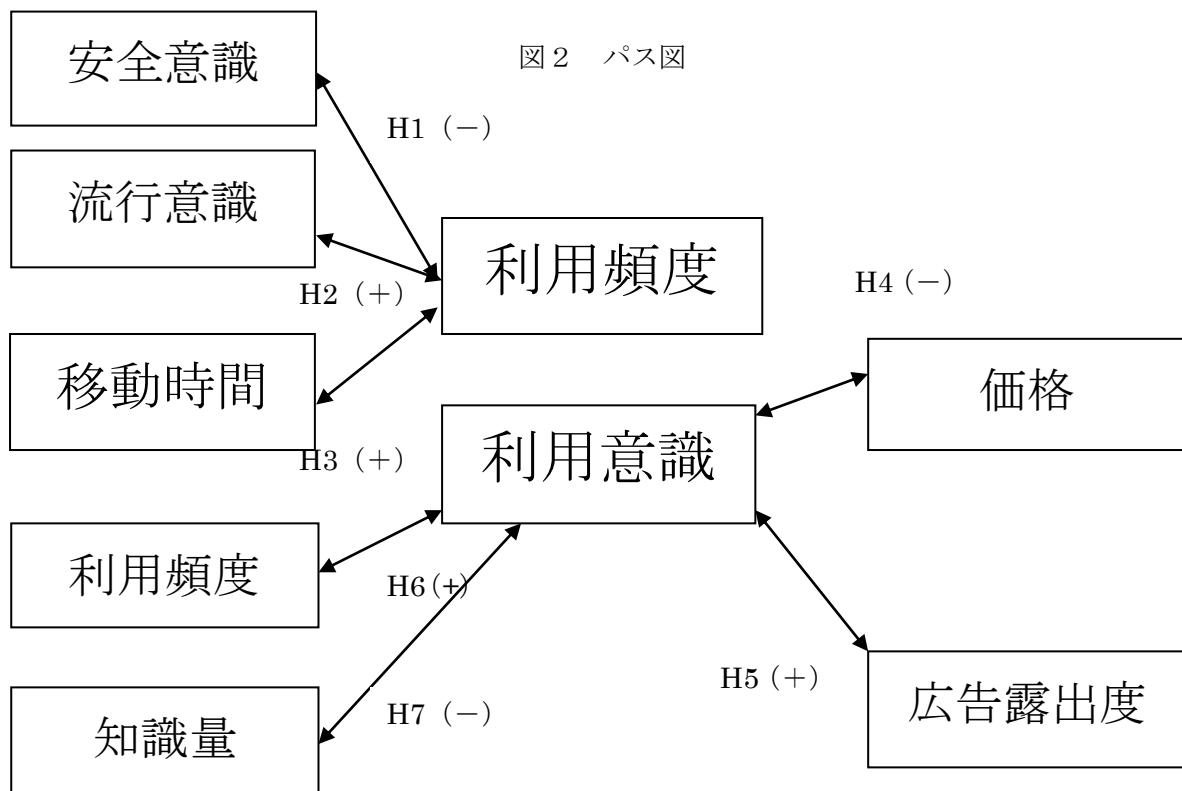 図２　パス図
安全意識
H1（－）
流行意識
利用頻度
H2（＋）
H4（－）
移動時間
価格
H3（＋）
利用意識
利用頻度
H6(+)
H5（＋）
広告露出度
知識量
H7（－）